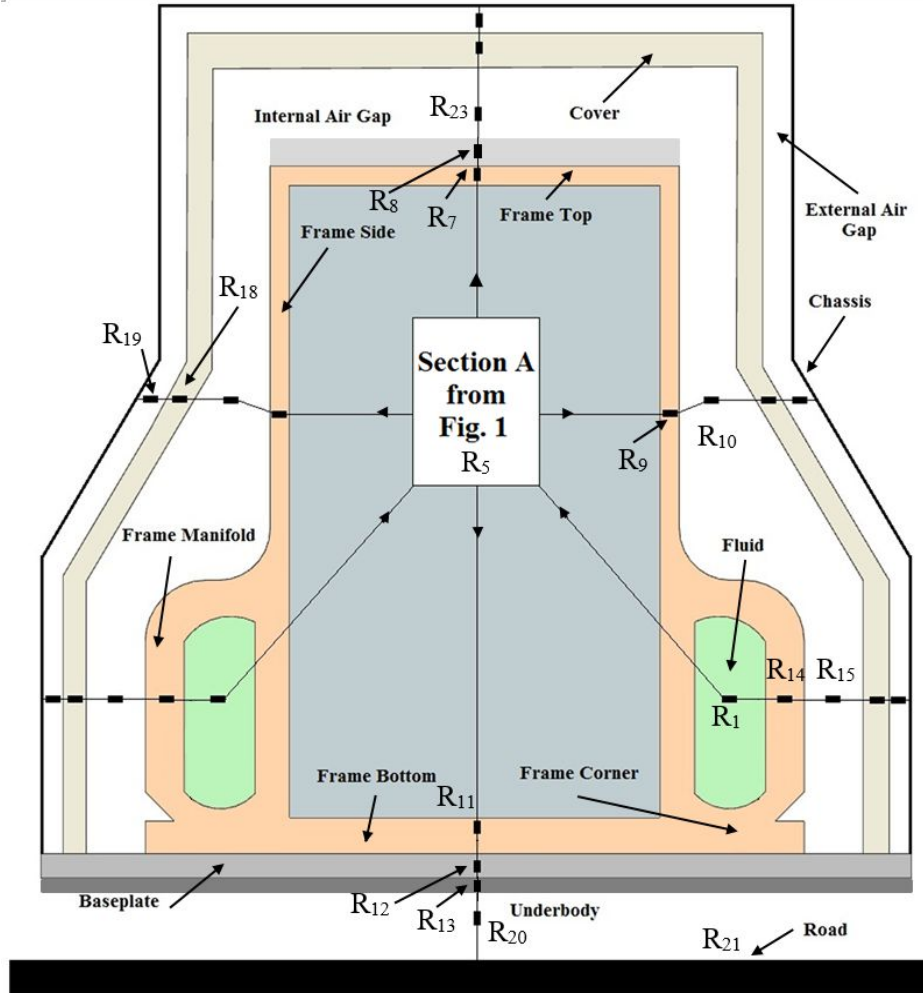 R₂₃
Internal Air Gap
Cover
R₈
R₇
Frame Top
Frame Side
External Air
Gap
R₁₈
Chassis
R₁₉
Section A
from
Fig. 1
R₅
R₉
R₁₀
Frame Manifold
Fluid
R₁₄
R₁₅
R₁
Frame Bottom
Frame Corner
R₁₁
Baseplate
R₁₂
R₁₃
Underbody
R₂₀
R₂₁
Road